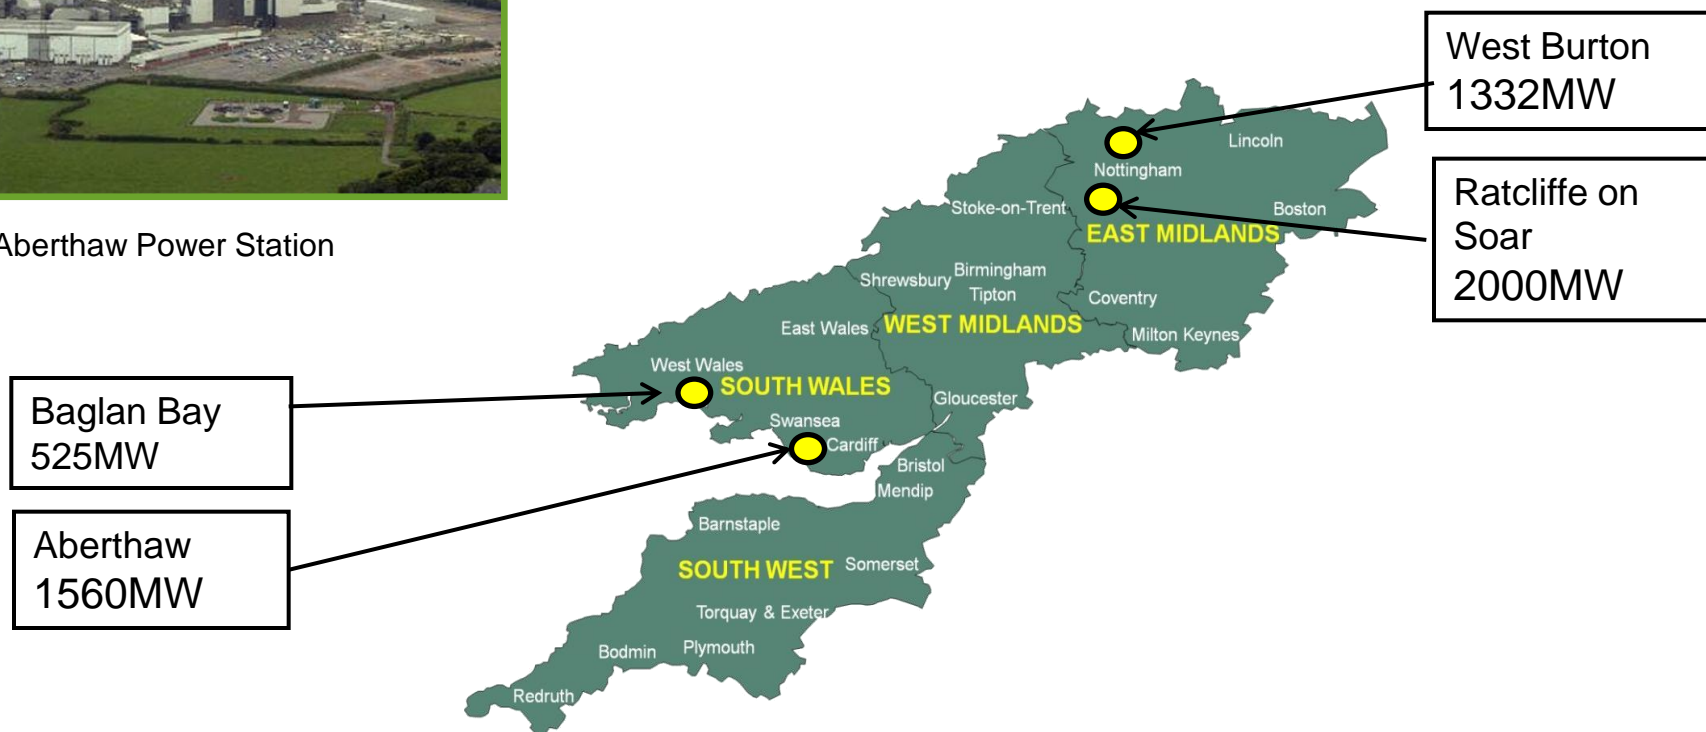 West Burton
1332MW
Lincoln
Nottingham
Ratcliffe on
Soar
2000MW
Stoke-on-Trent
Boston
EAST MIDLANDS
Aberthaw Power Station
Birmingham
Shrewsbury
Tipton
Coventry
WEST MIDLANDS
East Wales
Milton Keynes
West Wales
SOUTH WALES
Gloucester
Baglan Bay
525MW
Swansea
Cardiff
Bristol
Mendip
Barnstaple
Aberthaw
1560MW
SOUTH WEST
Somerset
Torquay & Exeter
Bodmin
Plymouth
Redruth